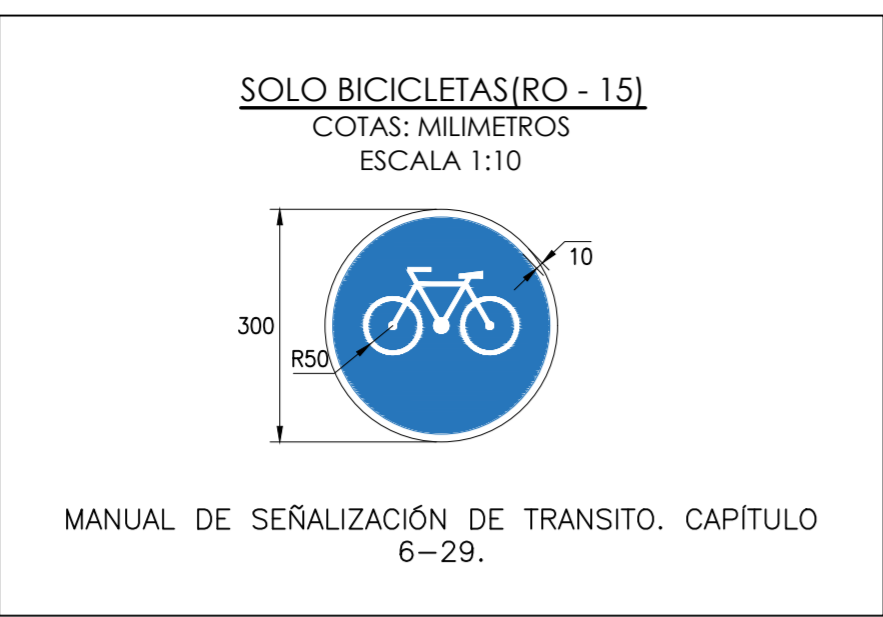 SOLO BICICLETAS(RO - 15)
COTAS: MILIMETROS
ESCALA 1:10
10
300
R50
MANUAL DE SEÑALIZACIÓN DE TRANSITO. CAPÍTULO
6-29.